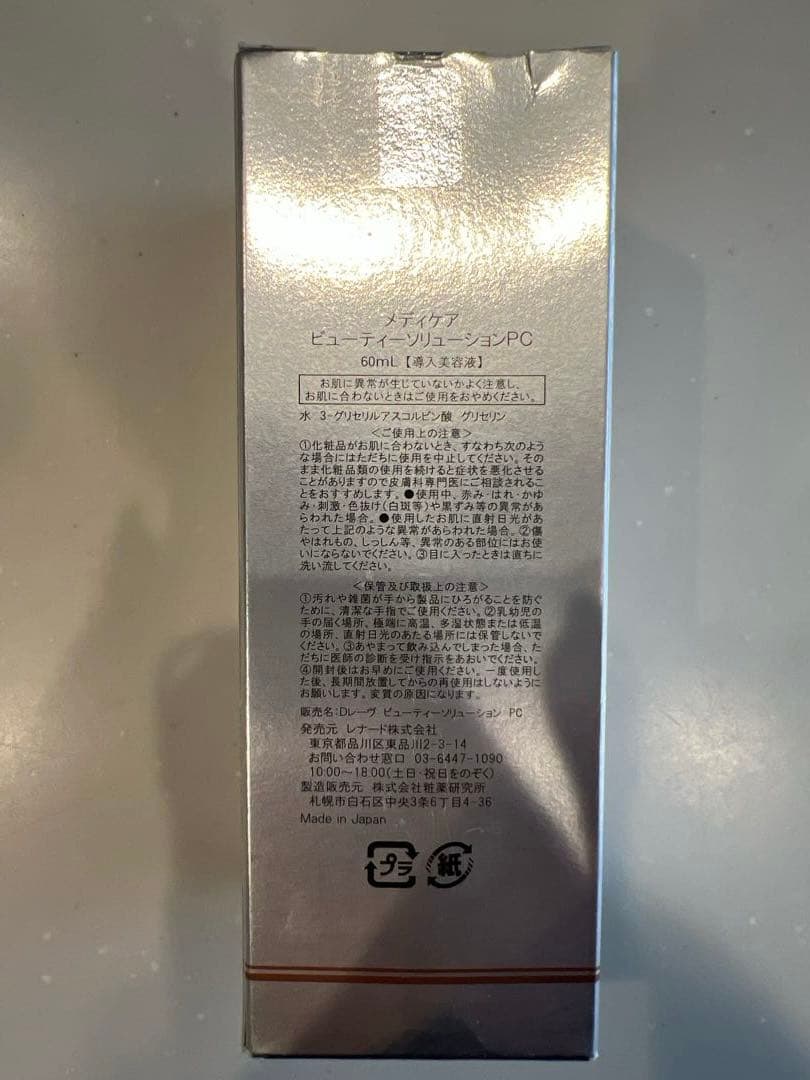 メディケア
ビューティーソリューションPC
60mL【導入美容液】
お肌に異常が生じていないかよく注意し、
お肌に合わないときはご使用をおやめください。
水 3-グリセリルアスコルビン酸 グリセリン
<ご使用上の注意>
①化粧品がお肌に合わないとき、すなわち次のよう
な場合にはただちに使用を中止してください。その
まま化粧品類の使用を続けると症状を悪化させる
ことがありますので皮膚科専門医にご相談されるこ
とをおすすめします。●使用中、赤み・はれ・かゆ
み・刺激・色抜け(白斑等)や黒ずみ等の異常が
あらわれた場合。●使用したお肌に直射日光があ
たって上記のような異常があらわれた場合。②傷
やはれもの、しっしん等、異常のある部位にはお使
いにならないでください。③目に入ったときは直ちに
洗い流してください。
<保管及び取扱上の注意>
①汚れや雑菌が手から製品にひろがることを防ぐ
ために、清潔な手指でご使用ください。②乳幼児の
手の届く場所、極端に高温、多湿状態または低温
の場所、直射日光のあたる場所には保管しないで
ください。③あやまって飲み込んでしまった場合、た
だちに医師の診断を受け指示をあおいでください。
④開封後はお早めにご使用ください。一度使用し
た後、長期間放置してからの再使用はしないように
お願いします。変質の原因になります。
販売名:Dレーヴ ビューティーソリューション PC
発売元 レナード株式会社
東京都品川区東品川2-3-14
お問い合わせ窓口 03-6447-1090
10:00~18:00(土日・祝日をのぞく)
製造販売元 株式会社粧薬研究所
札幌市白石区中央3条6丁目4-36
Made in Japan
プラ 紙